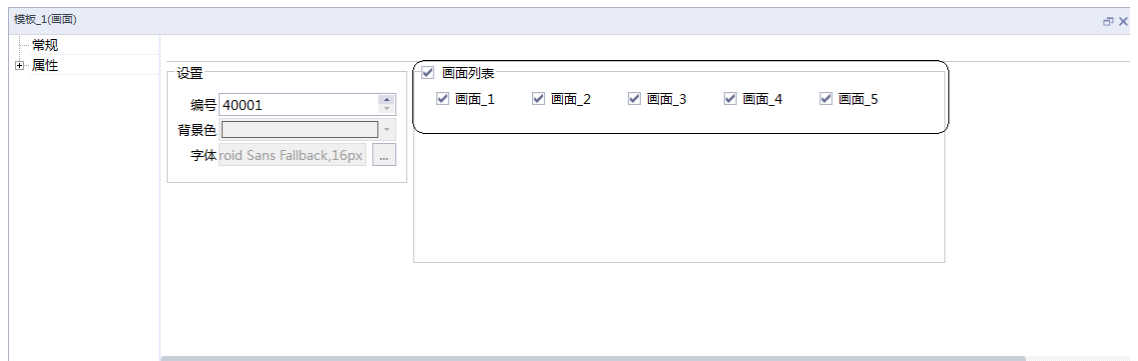 模板_1(画面)
常规
属性
设置
编号 40001
背景色
字体 roid Sans Fallback,16px ...
画面列表
画面_1 画面_2 画面_3 画面_4 画面_5